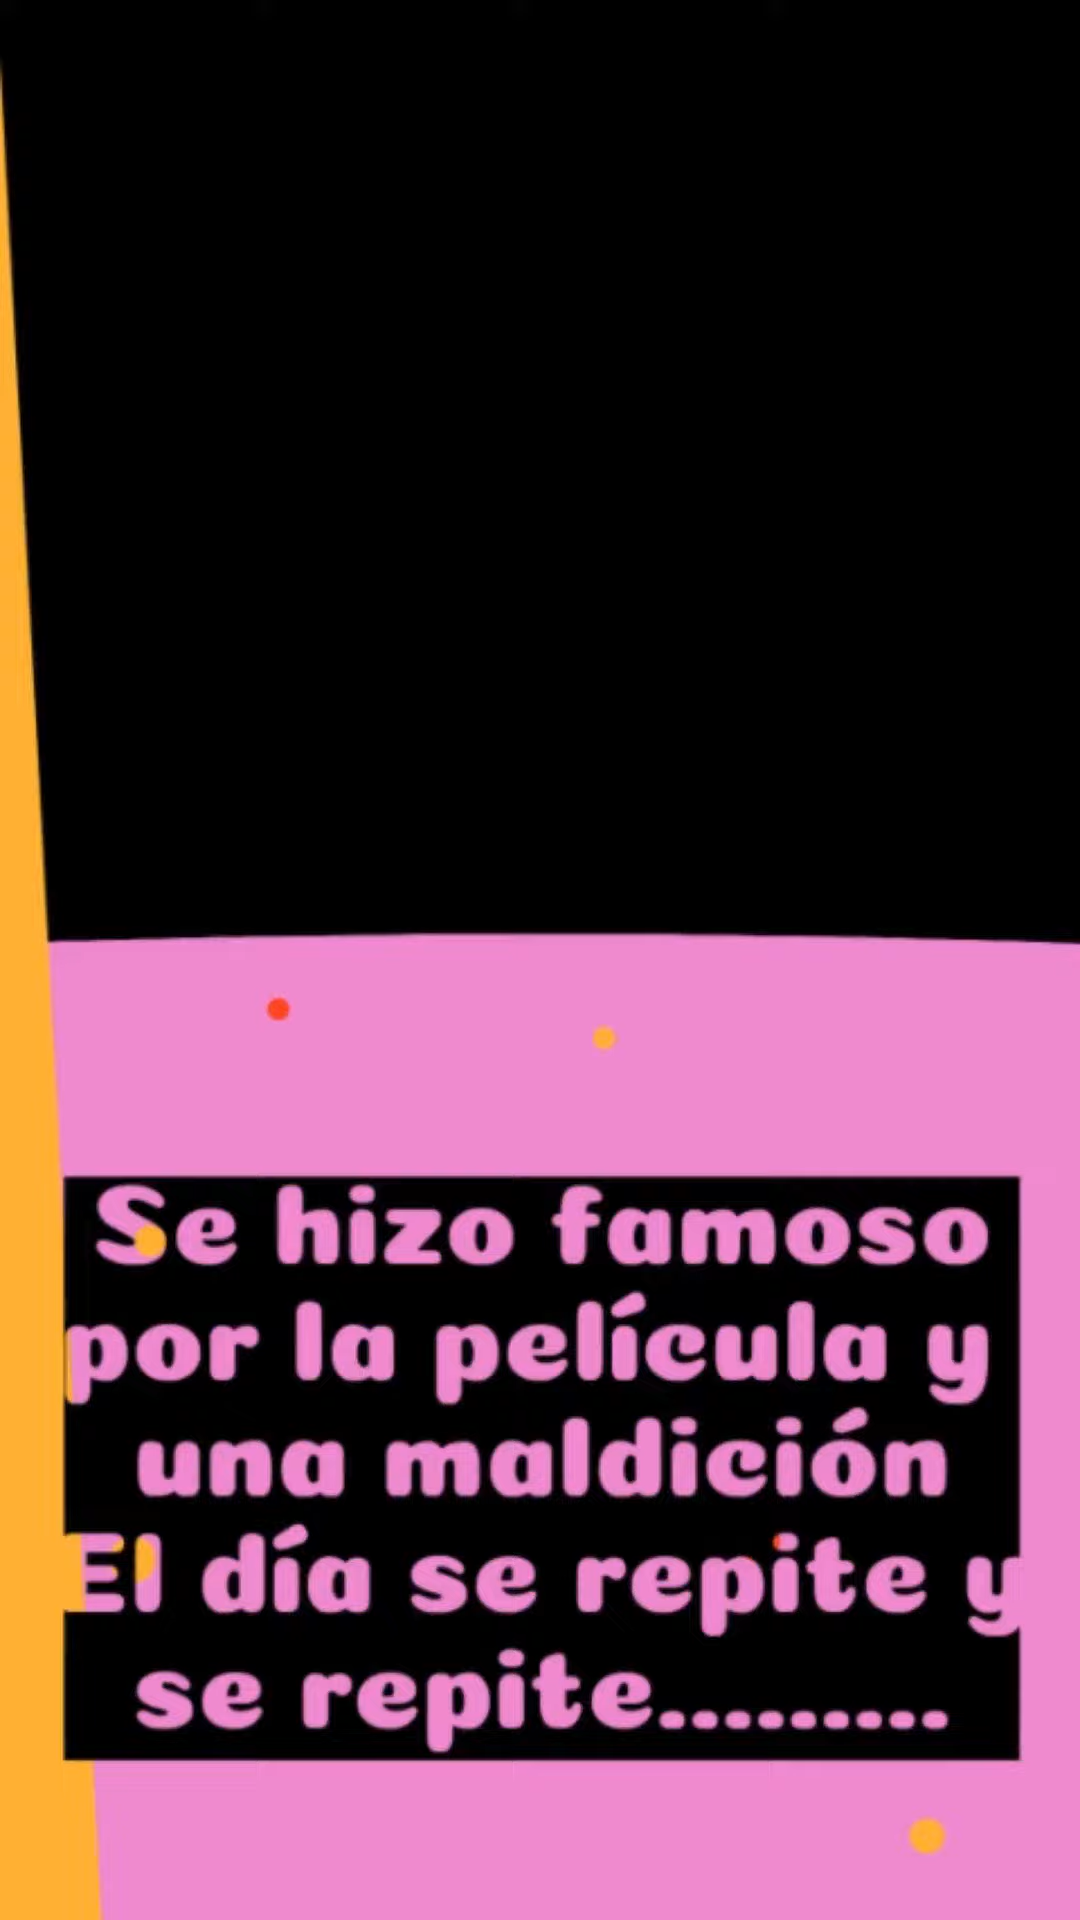 Se hizo famoso
por la película y
una maldición
El día se repite y
se repite.........